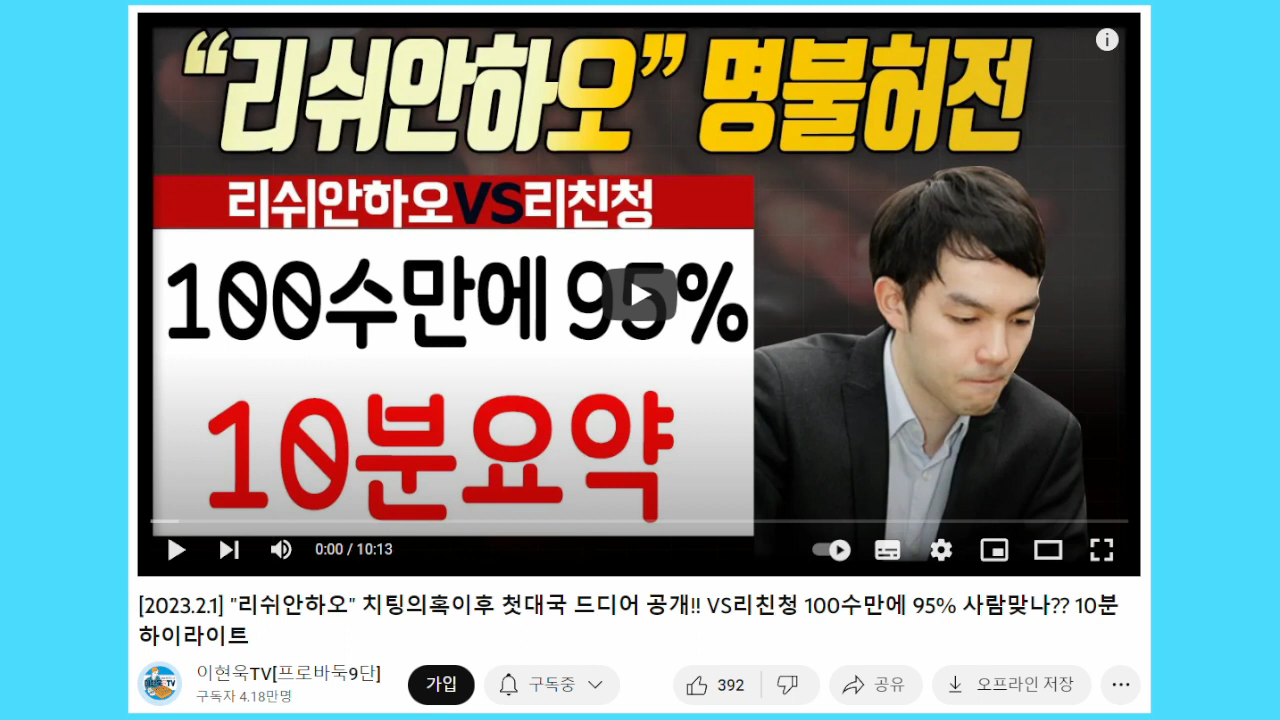 "리쉬안하오" 명불허전
리쉬안하오VS리친청
100수만에 95%
10분요약
0:00 / 10:13
[2023.2.1] "리쉬안하오" 치팅의혹이후 첫대국 드디어 공개!! VS리친청 100수만에 95% 사람맞나?? 10분
하이라이트
이현욱TV[프로바둑9단]
구독자 4.18만명
가입
구독중
392
공유
오프라인 저장